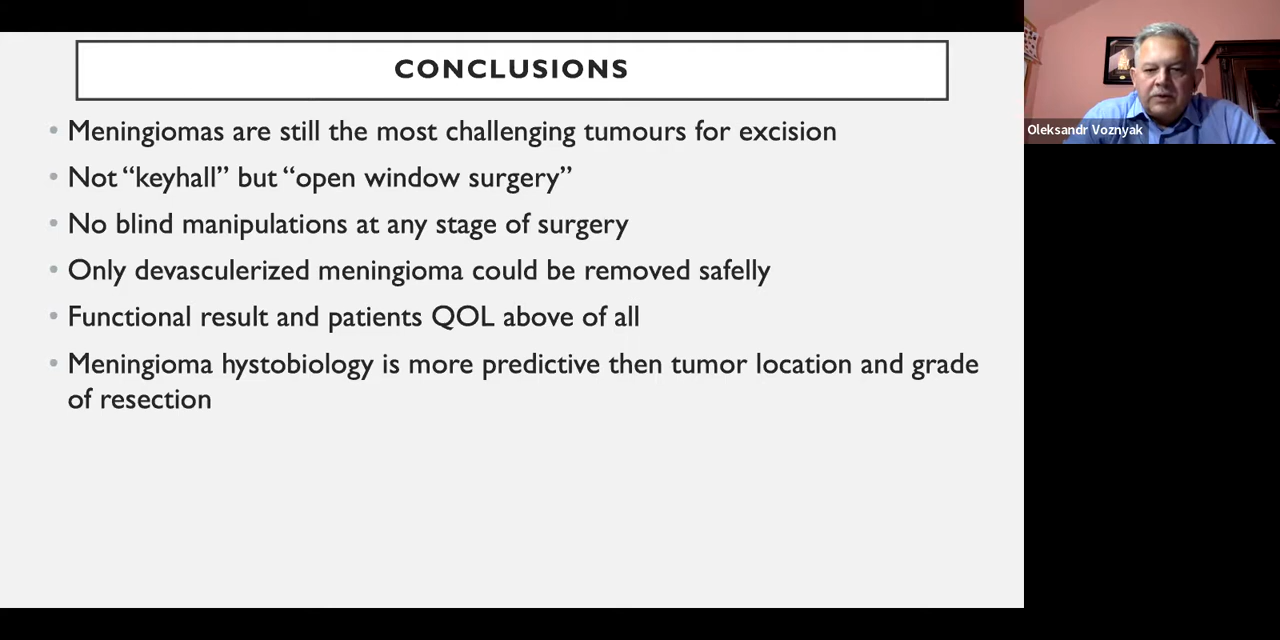 CONCLUSIONS
• Meningiomas are still the most challenging tumours for excision
• Not “keyhall” but “open window surgery”
• No blind manipulations at any stage of surgery
• Only devasculerized meningioma could be removed safelly
• Functional result and patients QOL above of all
• Meningioma hystobiology is more predictive then tumor location and grade
of resection
Oleksandr Voznyak